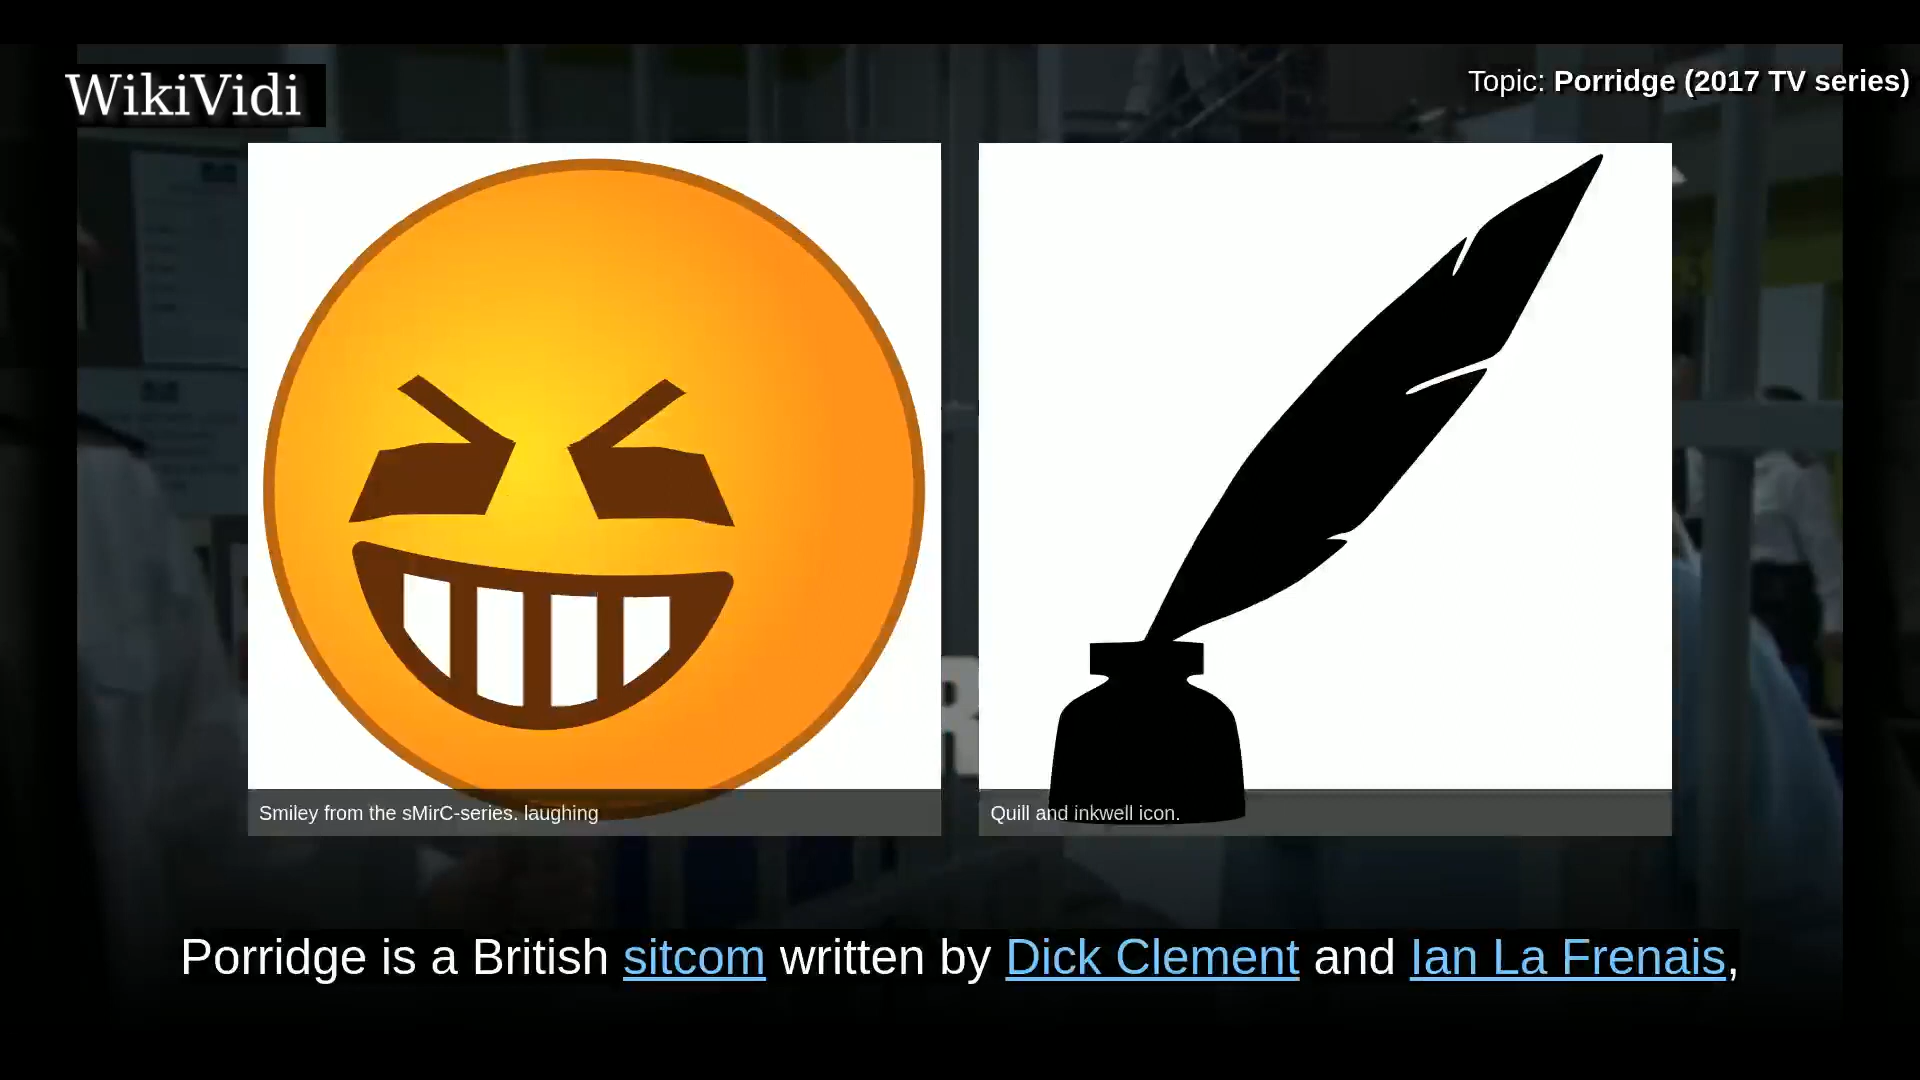 WikiVidi
Topic: Porridge (2017 TV series)
Smiley from the sMirC-series. laughing
Quill and inkwell icon.
Porridge is a British sitcom written by Dick Clement and Ian La Frenais,